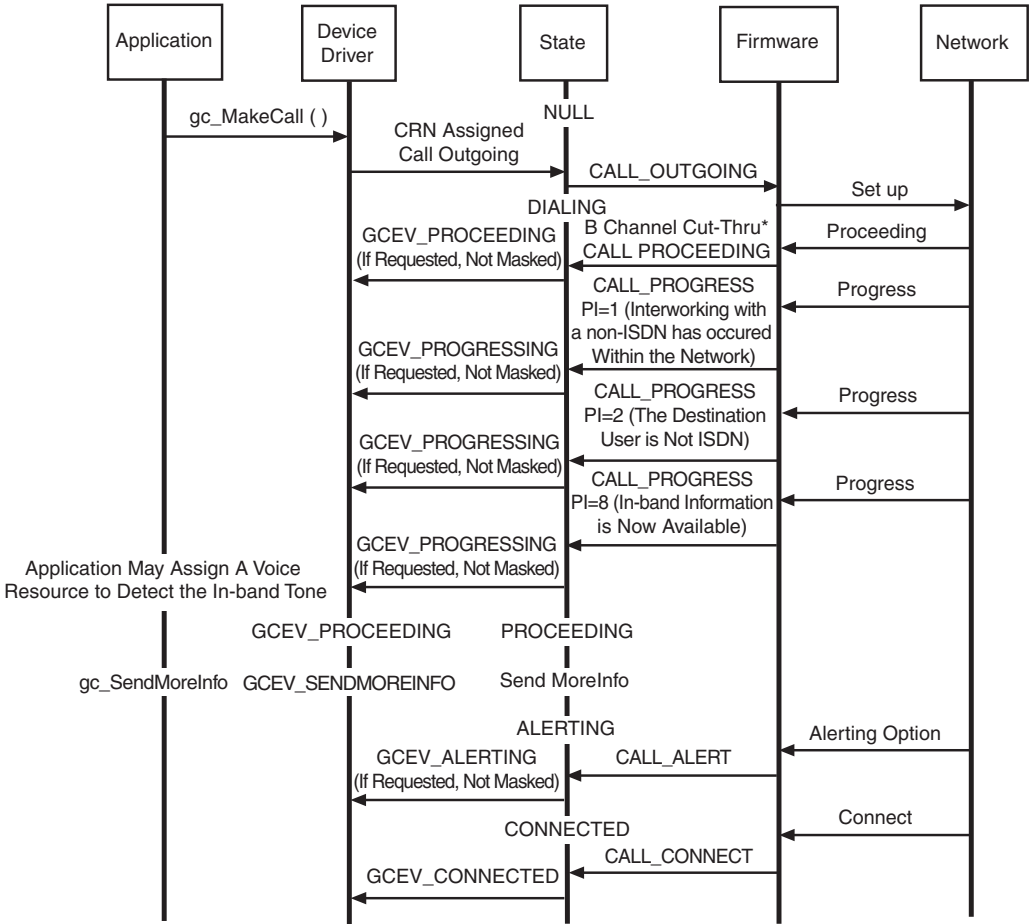 Application
Device
Driver
State
Firmware
Network
NULL
gc_MakeCall ( )
CRN Assigned
Call Outgoing
CALL_OUTGOING
Set up
DIALING
B Channel Cut-Thru*
Proceeding
GCEV_PROCEEDING
(If Requested, Not Masked)
CALL PROCEEDING
CALL_PROGRESS
PI=1 (Interworking with
a non-ISDN has occured
Within the Network)
Progress
GCEV_PROGRESSING
(If Requested, Not Masked)
CALL_PROGRESS
PI=2 (The Destination
User is Not ISDN)
Progress
GCEV_PROGRESSING
(If Requested, Not Masked)
CALL_PROGRESS
PI=8 (In-band Information
is Now Available)
Progress
GCEV_PROGRESSING
(If Requested, Not Masked)
Application May Assign A Voice
Resource to Detect the In-band Tone
GCEV_PROCEEDING
PROCEEDING
gc_SendMoreInfo
GCEV_SENDMOREINFO
Send MoreInfo
ALERTING
Alerting Option
GCEV_ALERTING
(If Requested, Not Masked)
CALL_ALERT
Connect
CONNECTED
CALL_CONNECT
GCEV_CONNECTED